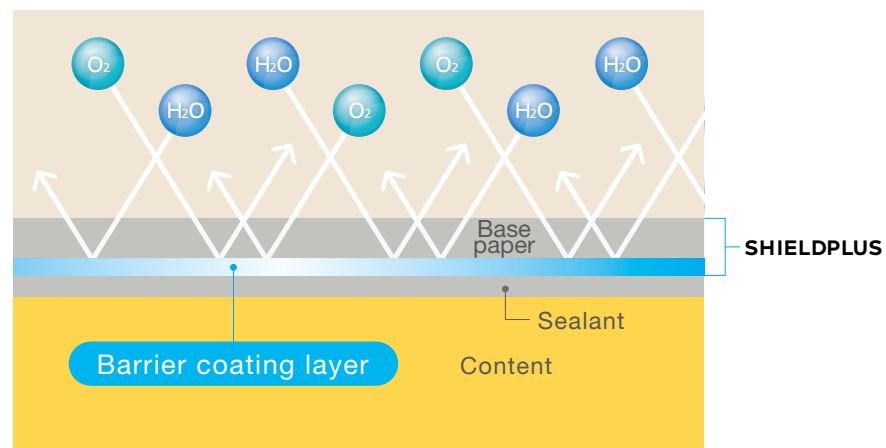 O₂
H₂O
O₂
H₂O
H₂O
O₂
H₂O
Base
paper
SHIELDPLUS
Sealant
Barrier coating layer
Content